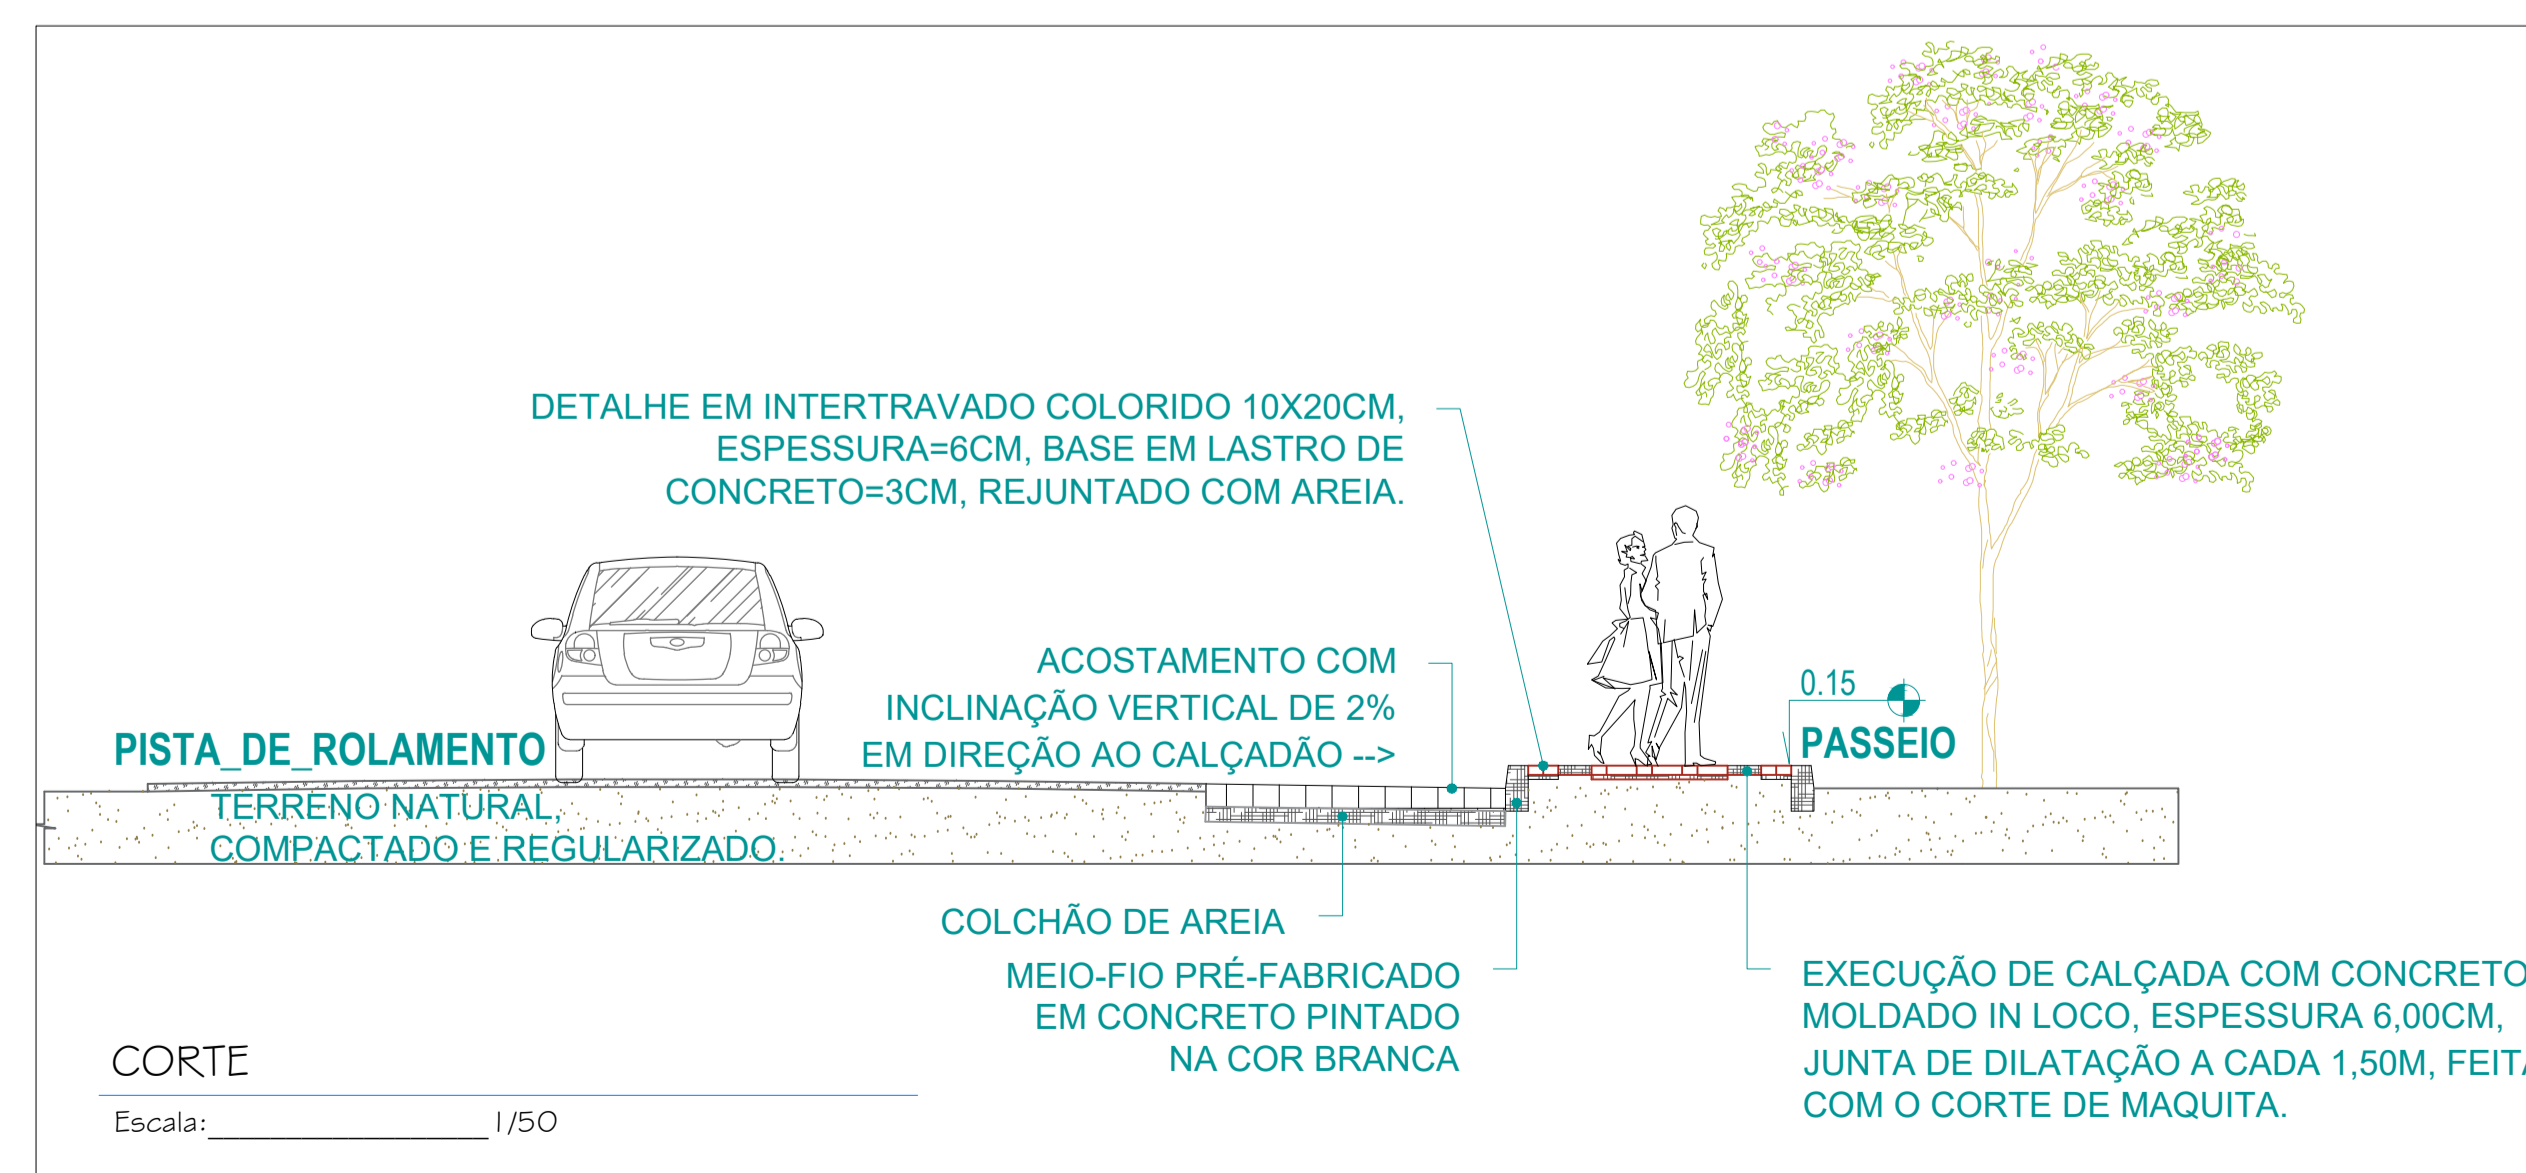 DETALHE EM INTERTRAVADO COLORIDO 10X20CM,
ESPESSURA=6CM, BASE EM LASTRO DE
CONCRETO=3CM, REJUNTADO COM AREIA.
ACOSTAMENTO COM
INCLINAÇÃO VERTICAL DE 2%
EM DIREÇÃO AO CALÇADÃO -->
0.15
PASSEIO
PISTA_DE_ROLAMENTO
TERRENO NATURAL,
COMPACTADO E REGULARIZADO.
COLCHÃO DE AREIA
MEIO-FIO PRÉ-FABRICADO
EM CONCRETO PINTADO
NA COR BRANCA
EXECUÇÃO DE CALÇADA COM CONCRETO
MOLDADO IN LOCO, ESPESSURA 6,00CM,
JUNTA DE DILATAÇÃO A CADA 1,50M, FEITA
COM O CORTE DE MAQUITA.
CORTE
Escala:__________________1/50